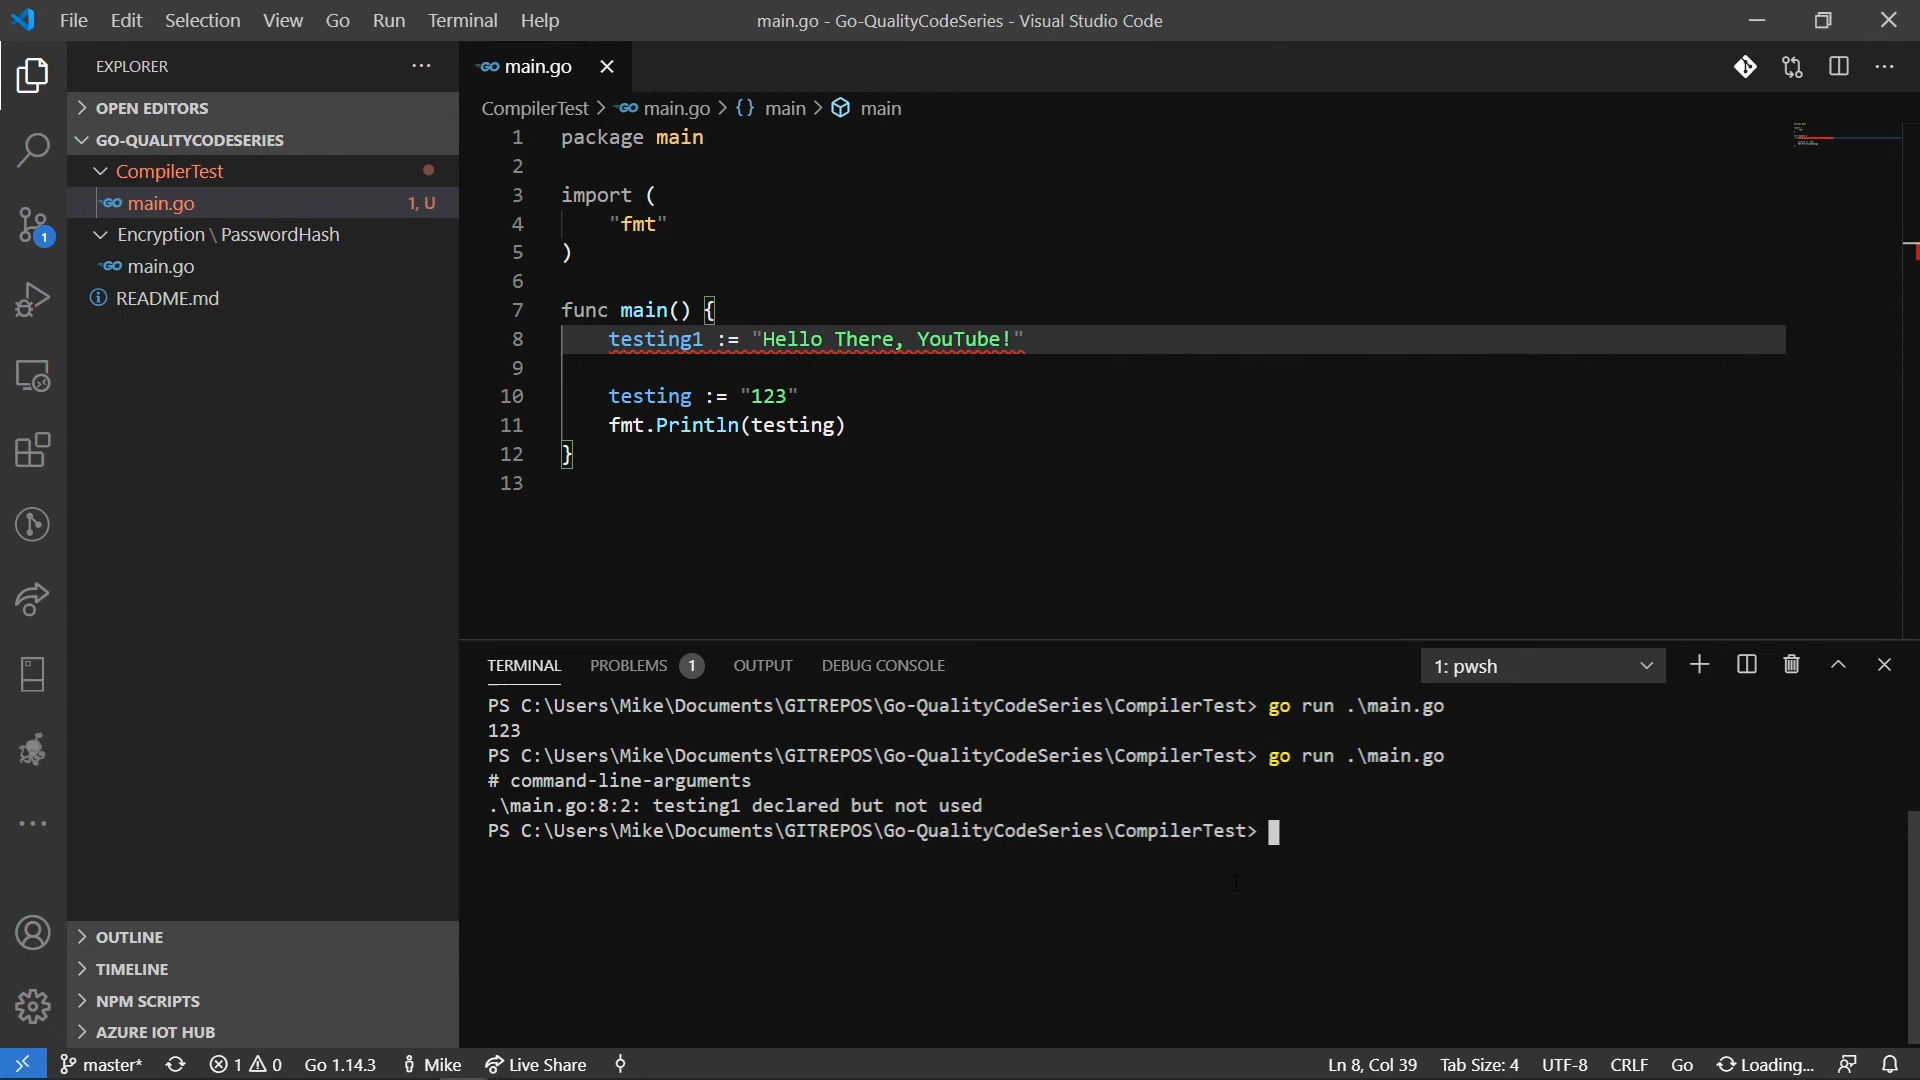 File Edit Selection View Go Run Terminal Help
main.go - Go-QualityCodeSeries - Visual Studio Code
EXPLORER
OPEN EDITORS
GO-QUALITYCODESERIES
CompilerTest
main.go 1, U
Encryption \ PasswordHash
main.go
README.md
OUTLINE
TIMELINE
NPM SCRIPTS
AZURE IOT HUB
1
GO main.go
CompilerTest > GO main.go > {} main > main
1 package main
2
3 import (
4 "fmt"
5 )
6
7 func main() {
8 testing1 := "Hello There, YouTube!"
9
10 testing := "123"
11 fmt.Println(testing)
12 }
13
TERMINAL PROBLEMS 1 OUTPUT DEBUG CONSOLE 1: pwsh
PS C:\Users\Mike\Documents\GITREPOS\Go-QualityCodeSeries\CompilerTest> go run .\main.go
123
PS C:\Users\Mike\Documents\GITREPOS\Go-QualityCodeSeries\CompilerTest> go run .\main.go
# command-line-arguments
.\main.go:8:2: testing1 declared but not used
PS C:\Users\Mike\Documents\GITREPOS\Go-QualityCodeSeries\CompilerTest>
master* 1 0 Go 1.14.3 Mike Live Share Ln 8, Col 39 Tab Size: 4 UTF-8 CRLF Go Loading...